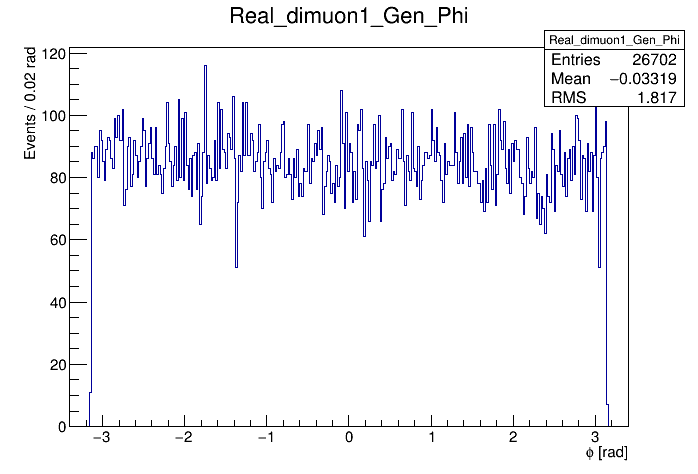 Real_dimuon1_Gen_Phi
Real_dimuon1_Gen_Phi
Entries 26702
Mean −0.03319
RMS 1.817
Events / 0.02 rad
120
100
80
60
40
20
0
−3 −2 −1 0 1 2 3
ϕ [rad]